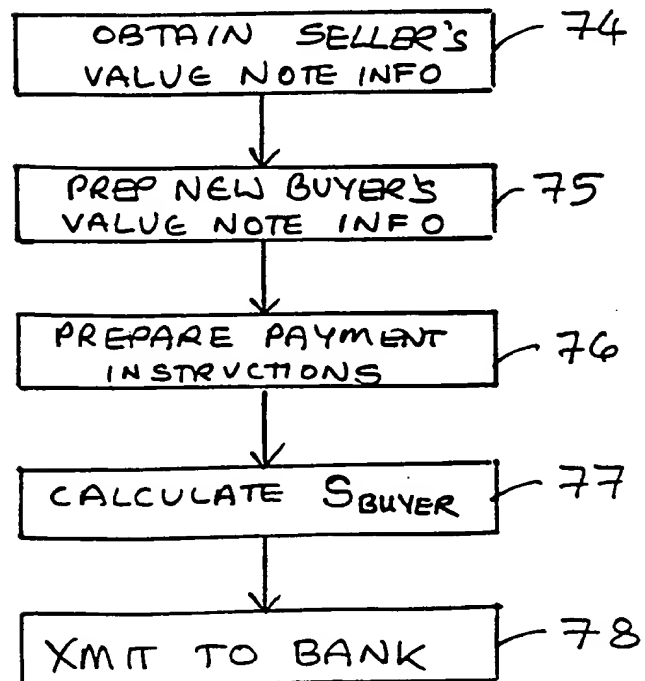 OBTAIN SELLER'S 74
VALUE NOTE INFO
PREP NEW BUYER'S 75
VALUE NOTE INFO
PREPARE PAYMENT 76
INSTRUCTIONS
CALCULATE SBUYER 77
XMIT TO BANK 78